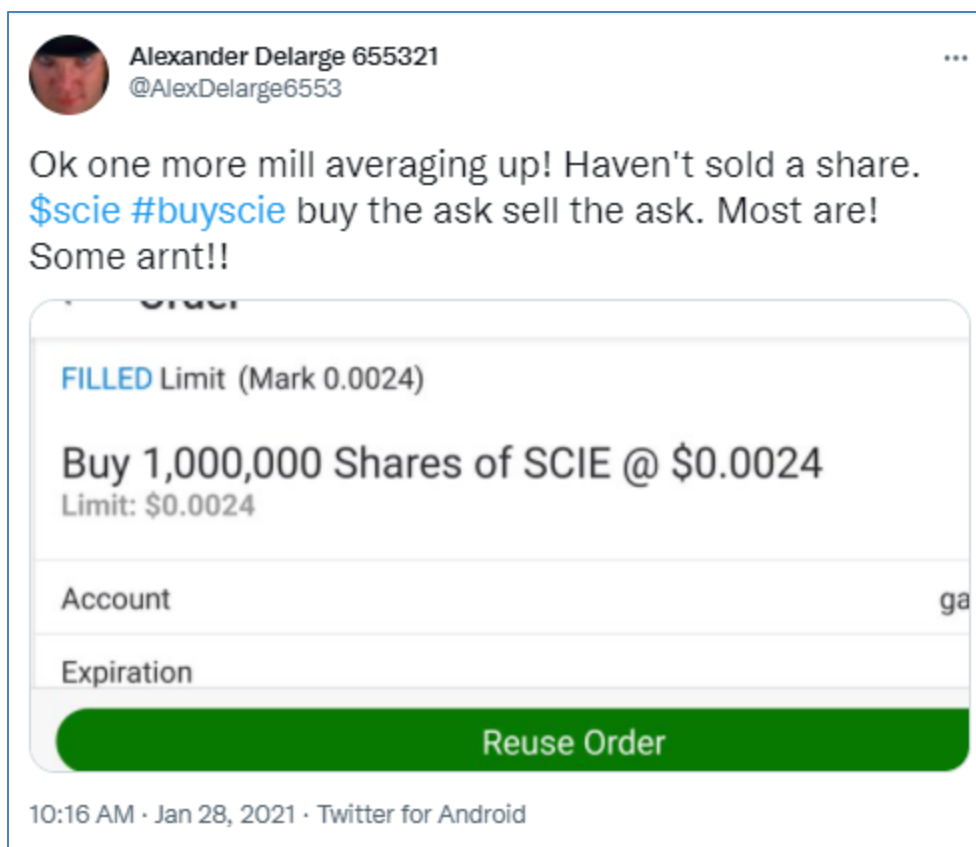 Alexander Delarge 655321
@AlexDelarge6553
Ok one more mill averaging up! Haven't sold a share.
$scie #buyscie buy the ask sell the ask. Most are!
Some arnt!!
Order
FILLED Limit (Mark 0.0024)
Buy 1,000,000 Shares of SCIE @ $0.0024
Limit: $0.0024
Account ga
Expiration
Reuse Order
10:16 AM · Jan 28, 2021 · Twitter for Android